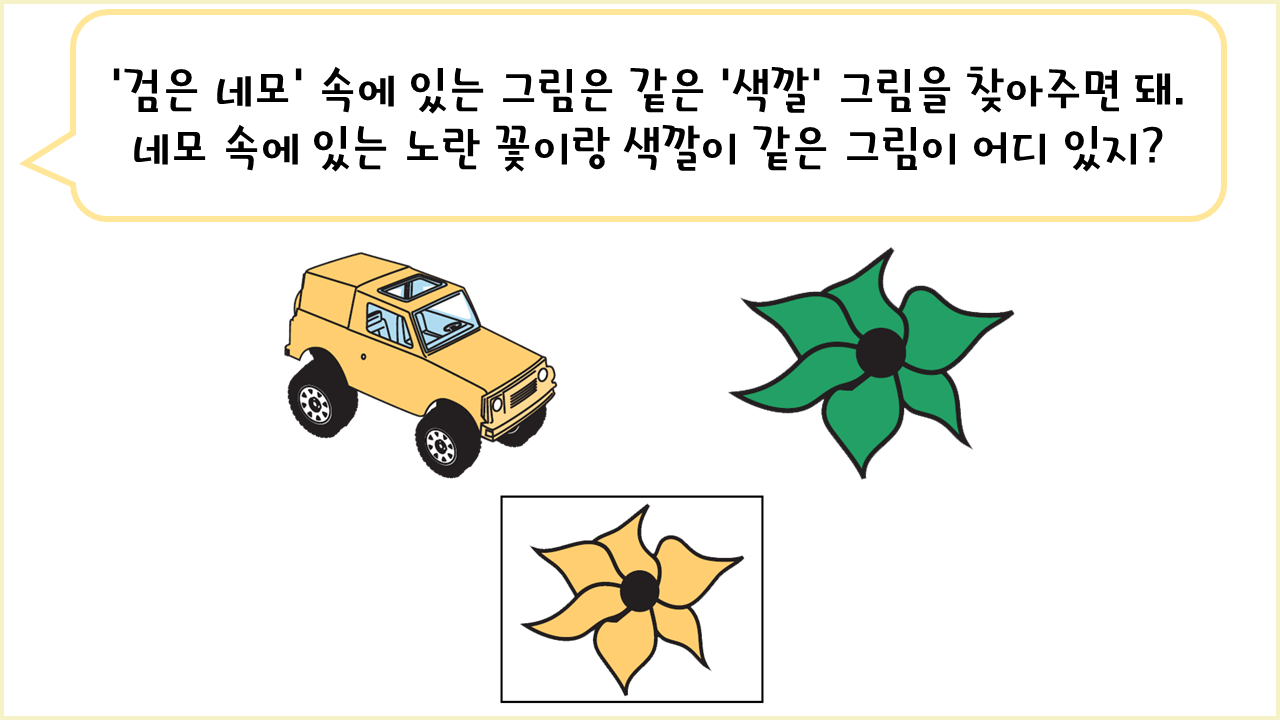 '검은 네모' 속에 있는 그림은 같은 '색깔' 그림을 찾아주면 돼.
네모 속에 있는 노란 꽃이랑 색깔이 같은 그림이 어디 있지?